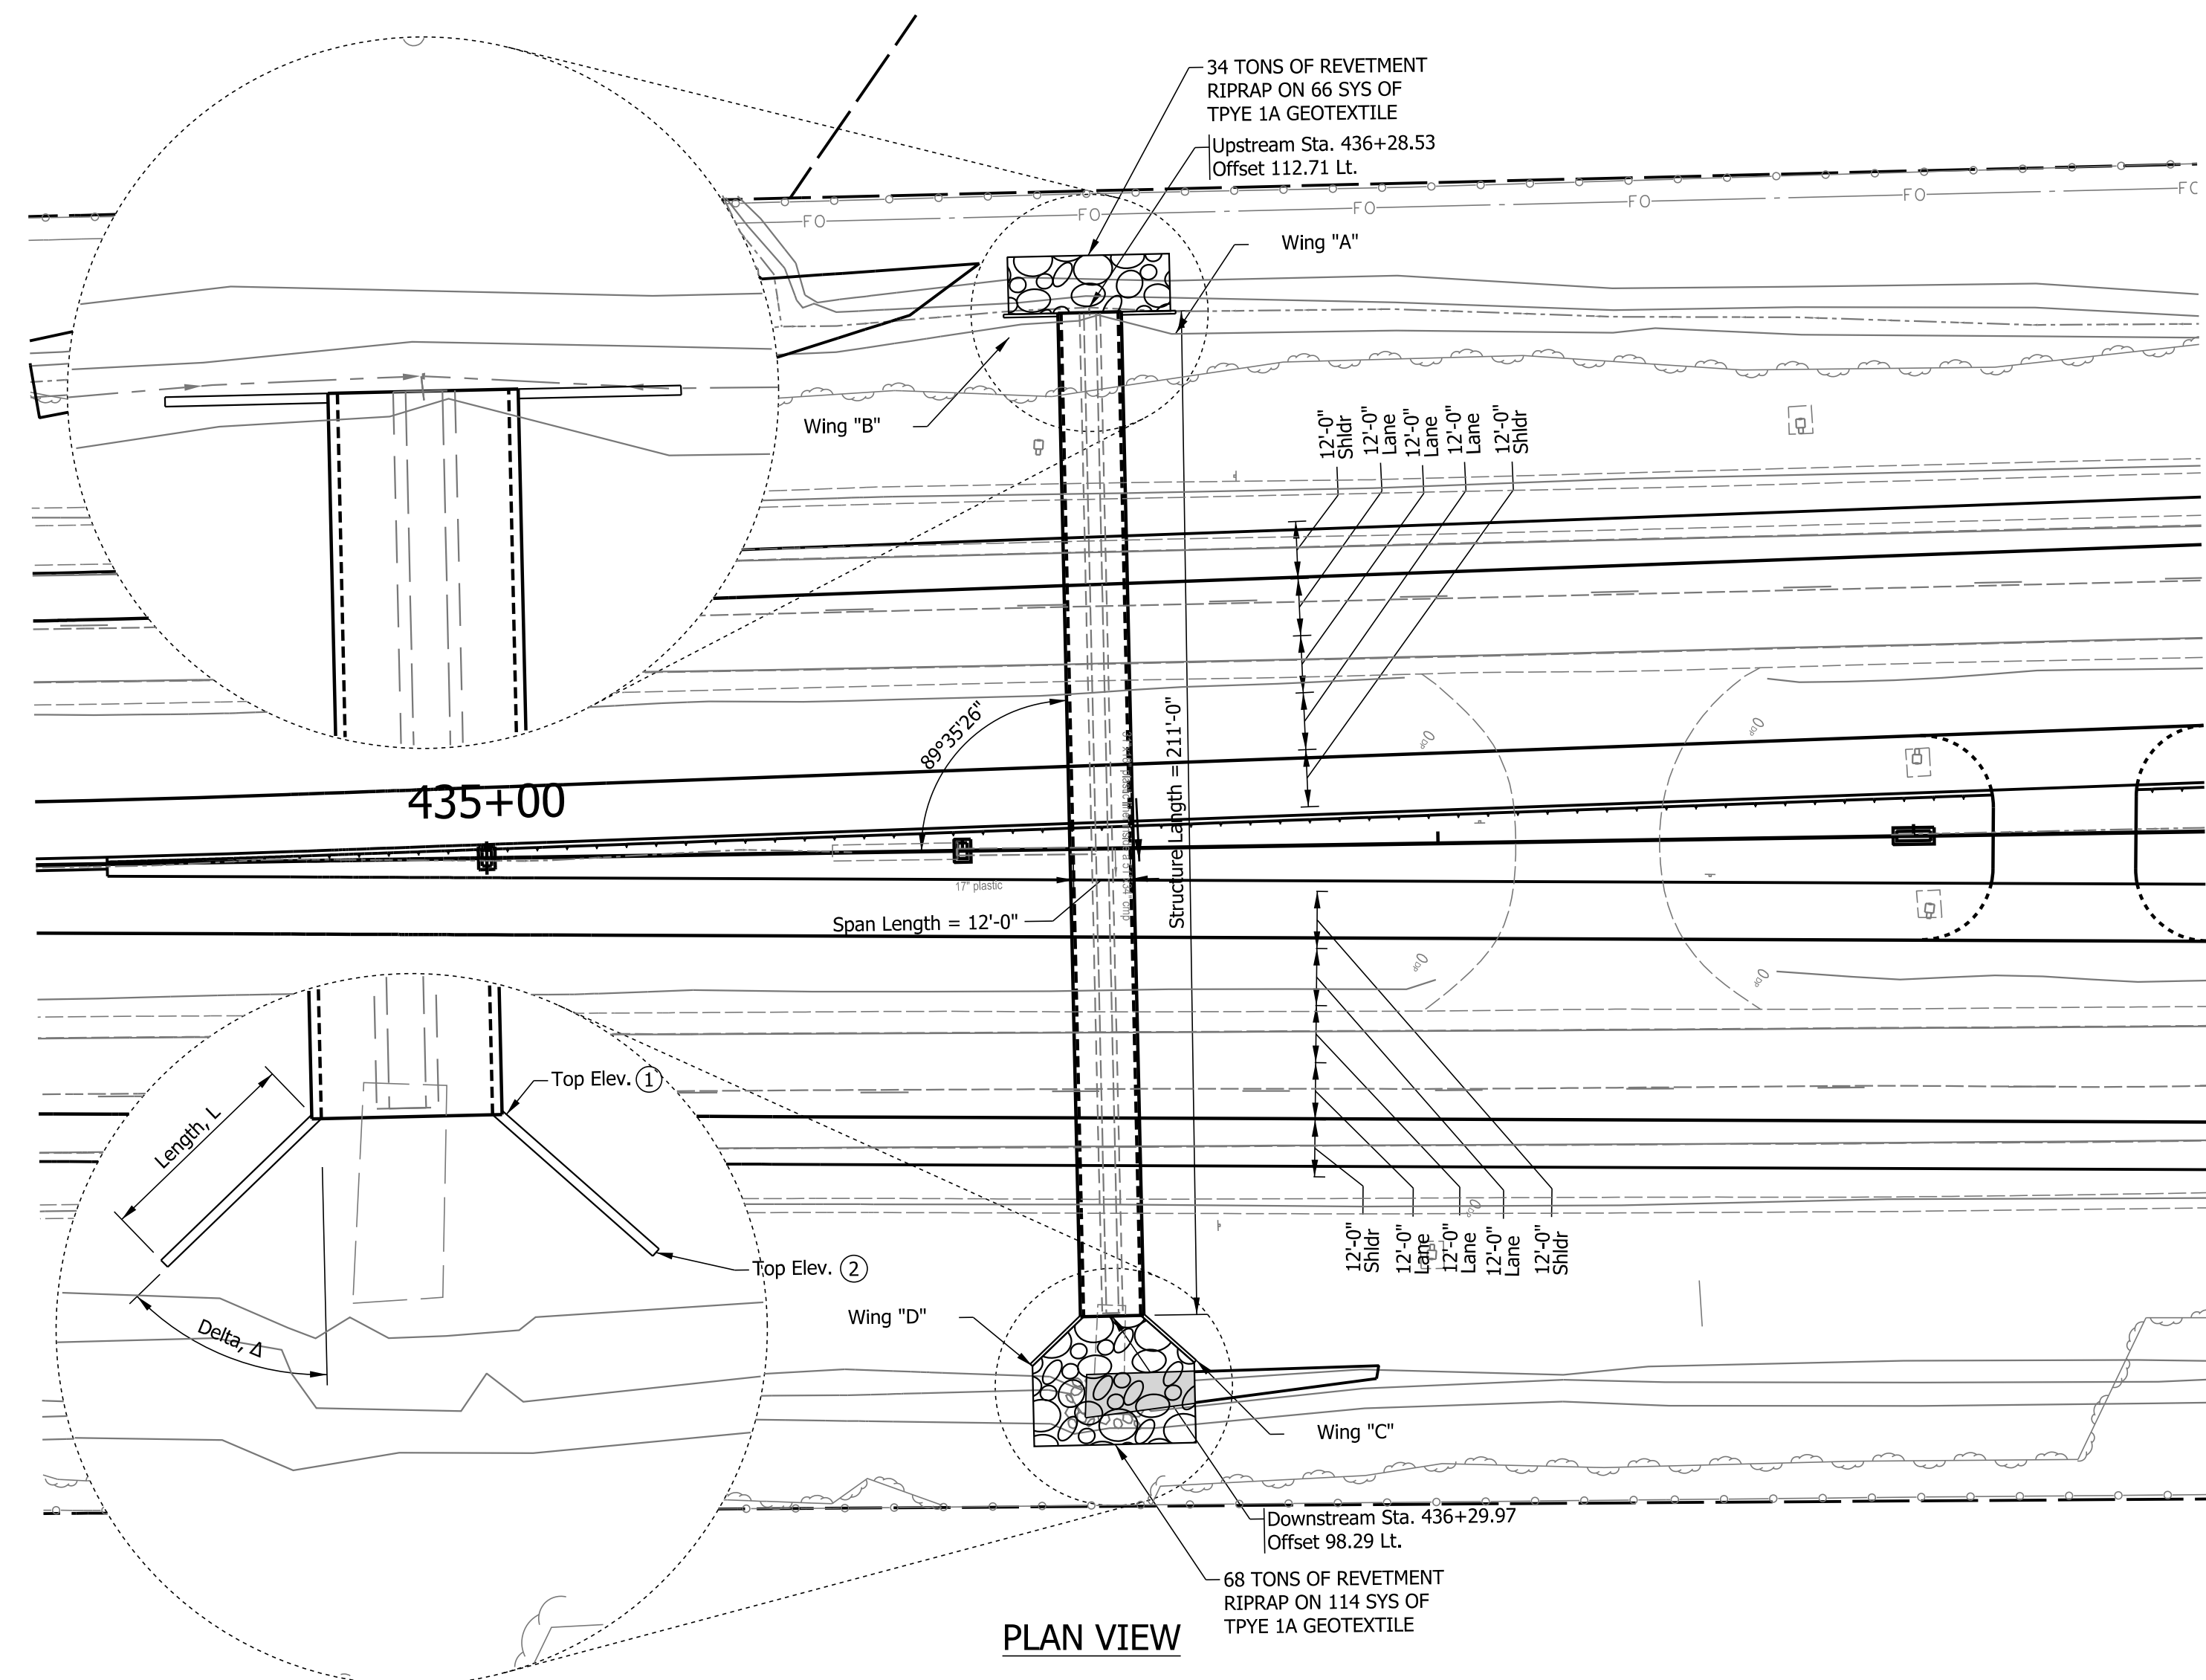 34 TONS OF REVETMENT
RIPRAP ON 66 SYS OF
TPYE 1A GEOTEXTILE
Upstream Sta. 436+28.53
Offset 112.71 Lt.
FO
FO
FO
FO
FO
Wing "A"
Wing "B"
12'-0"
Shldr
12'-0"
Lane
12'-0"
Lane
12'-0"
Lane
12'-0"
Shldr
89°35'26"
Structure Length = 211'-0"
435+00
17" plastic
Span Length = 12'-0"
Top Elev. 1
Length, L
Top Elev. 2
Delta, Δ
12'-0"
Shldr
12'-0"
Lane
12'-0"
Lane
12'-0"
Lane
12'-0"
Shldr
Wing "D"
Wing "C"
Downstream Sta. 436+29.97
Offset 98.29 Lt.
68 TONS OF REVETMENT
RIPRAP ON 114 SYS OF
TPYE 1A GEOTEXTILE
PLAN VIEW